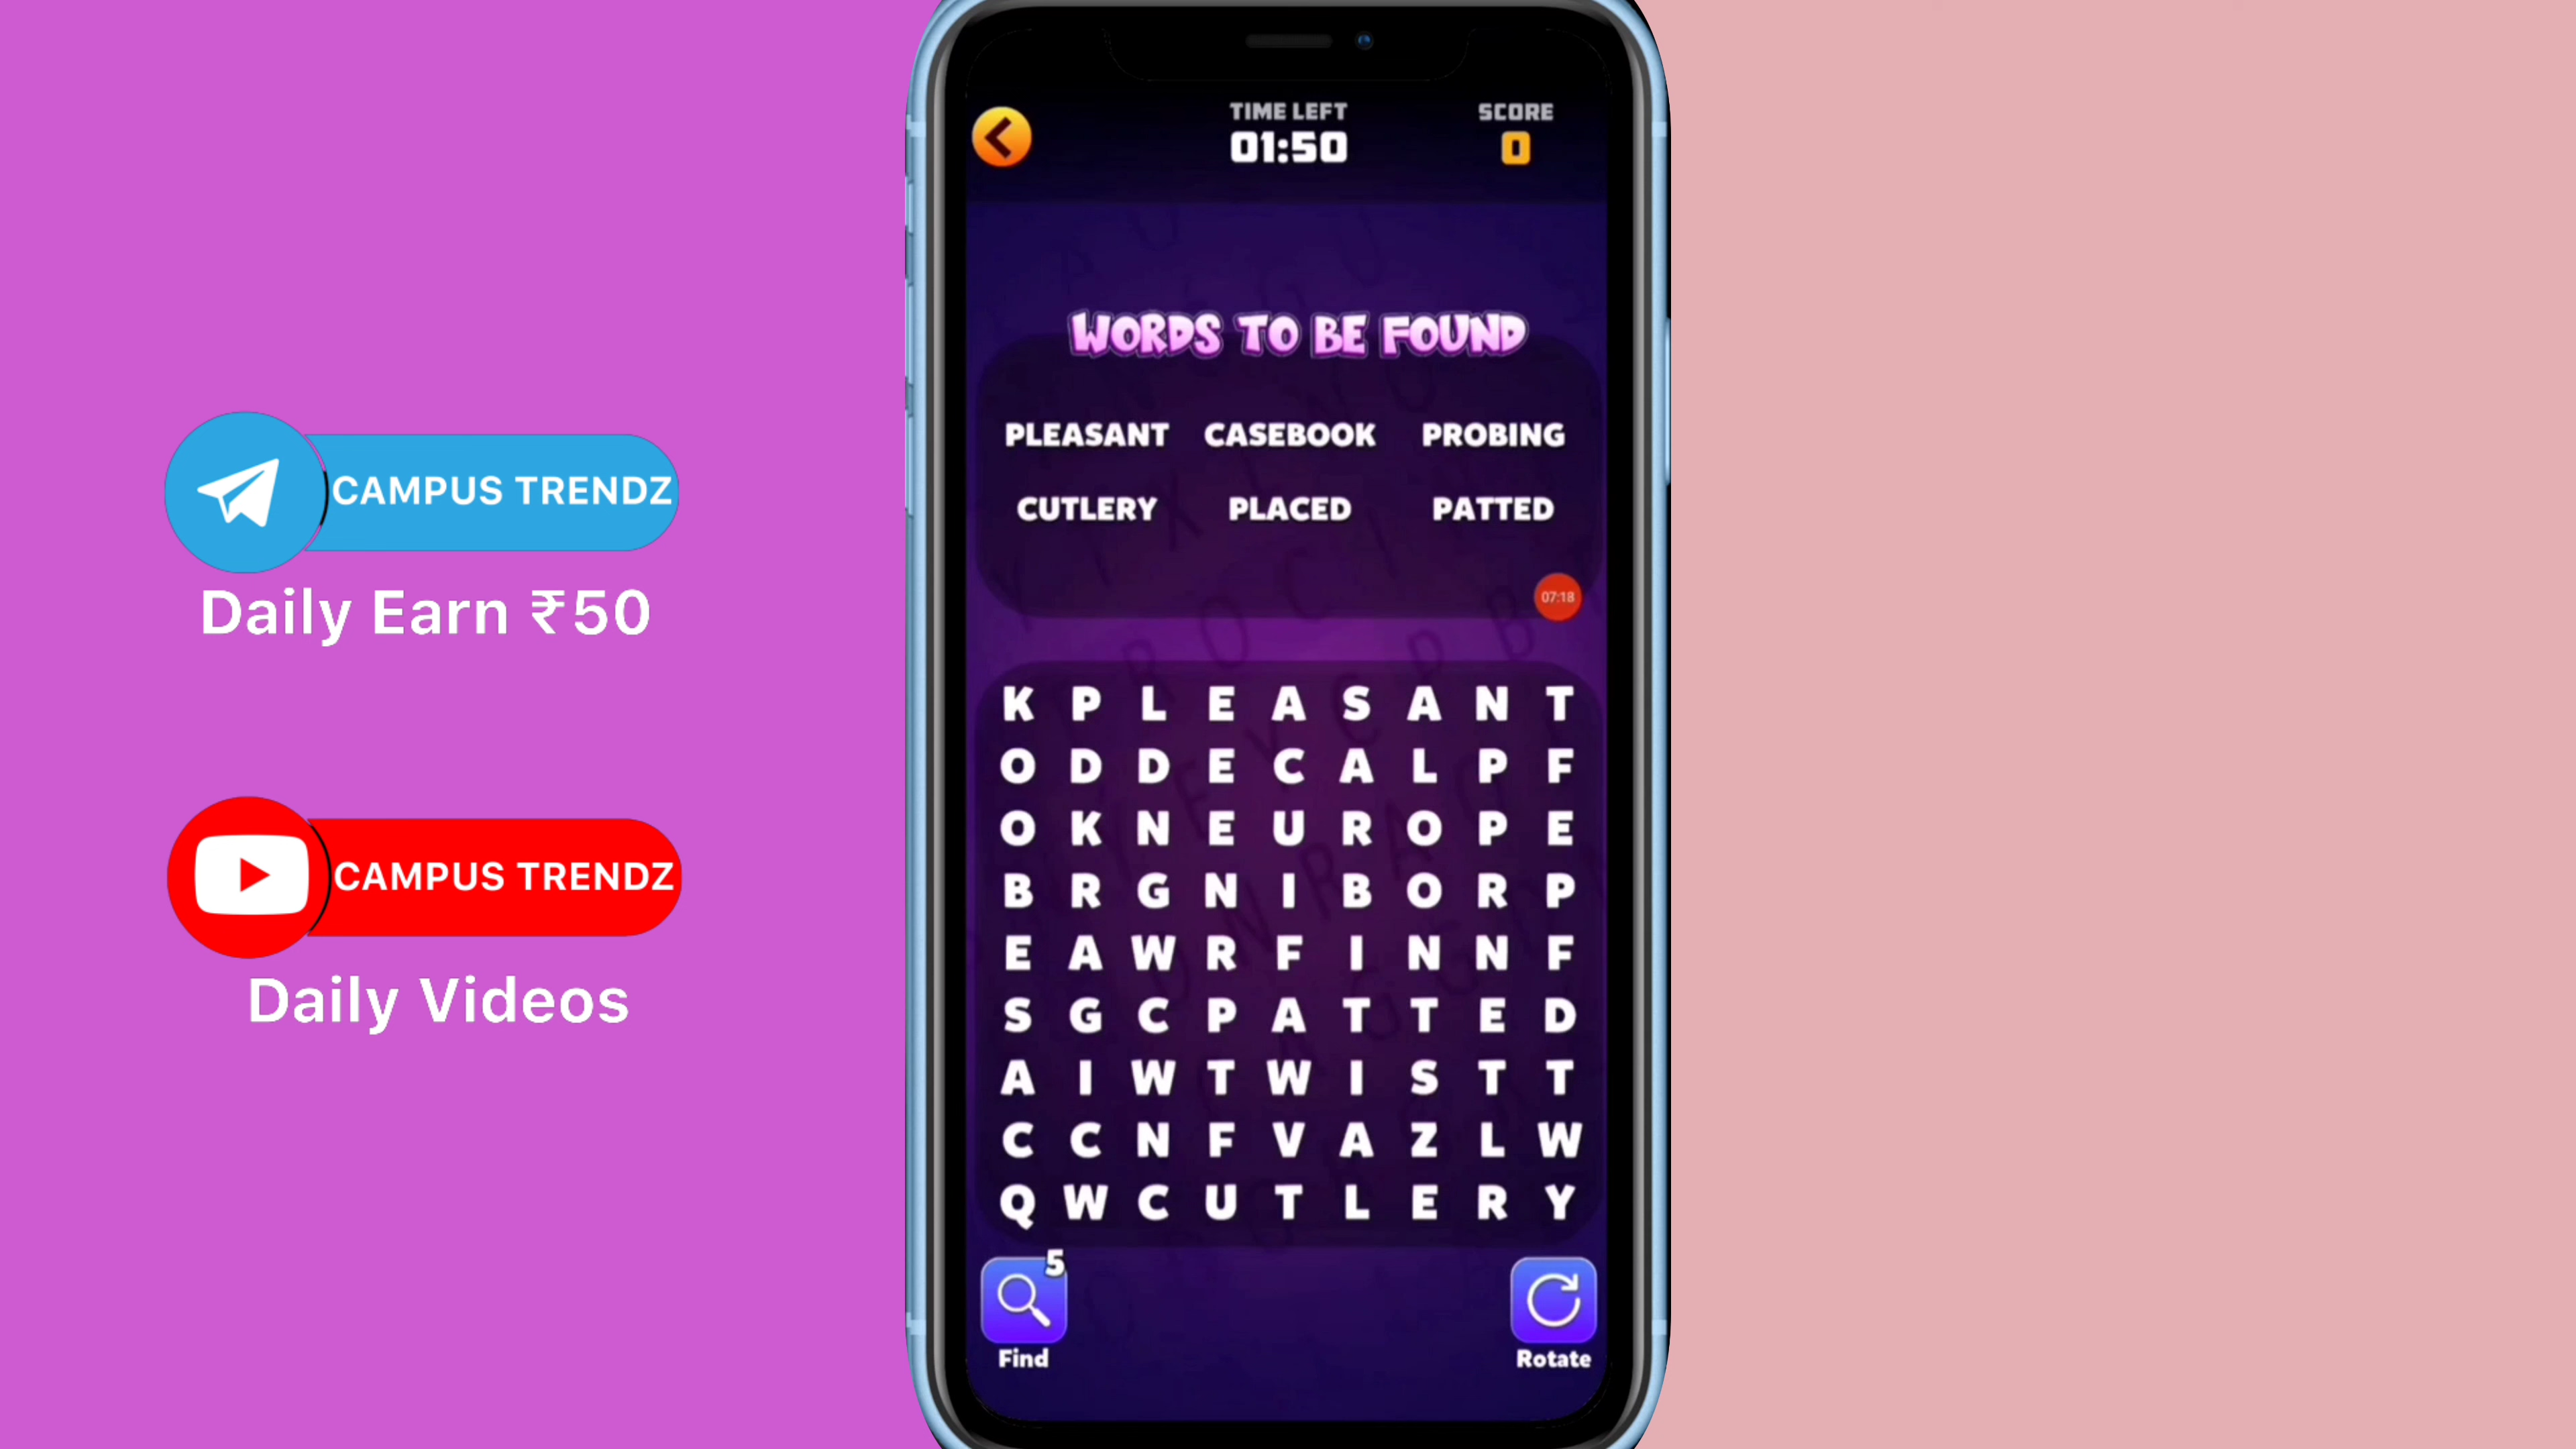 TIME LEFT
01:50
SCORE
0
WORDS TO BE FOUND
PLEASANT CASEBOOK PROBING
CUTLERY PLACED PATTED
07:18
K P L E A S A N T
O D D E C A L P F
O K N E U R O P E
B R G N I B O R P
E A W R F I N N F
S G C P A T T E D
A I W T W I S T T
C C N F V A Z L W
Q W C U T L E R Y
5
Find
Rotate
CAMPUS TRENDZ
Daily Earn ₹50
CAMPUS TRENDZ
Daily Videos